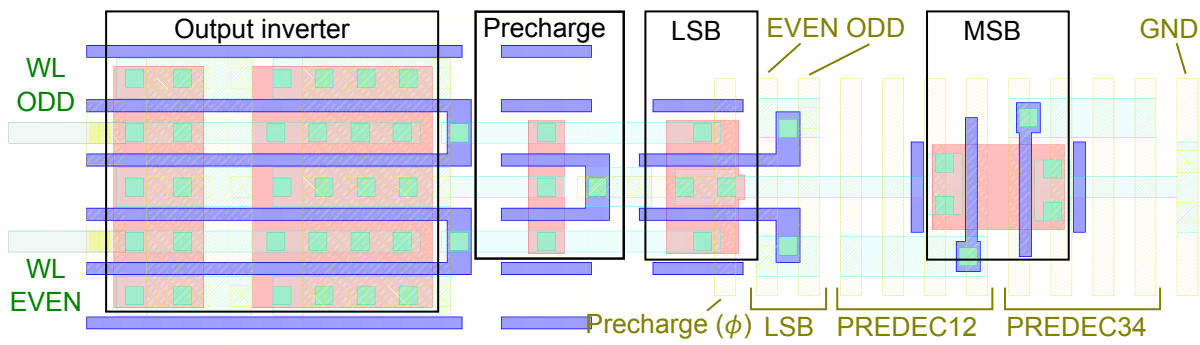 Output inverter
Precharge
LSB
EVEN ODD
MSB
GND
WL
ODD
WL
EVEN
Precharge (ϕ)
LSB
PREDEC12
PREDEC34